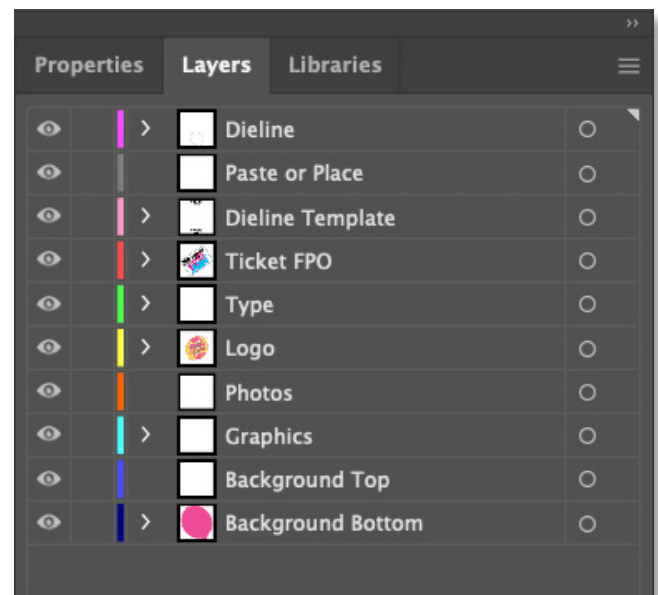 Properties Layers Libraries
Dieline
Paste or Place
Dieline Template
Ticket FPO
Type
Logo
Photos
Graphics
Background Top
Background Bottom